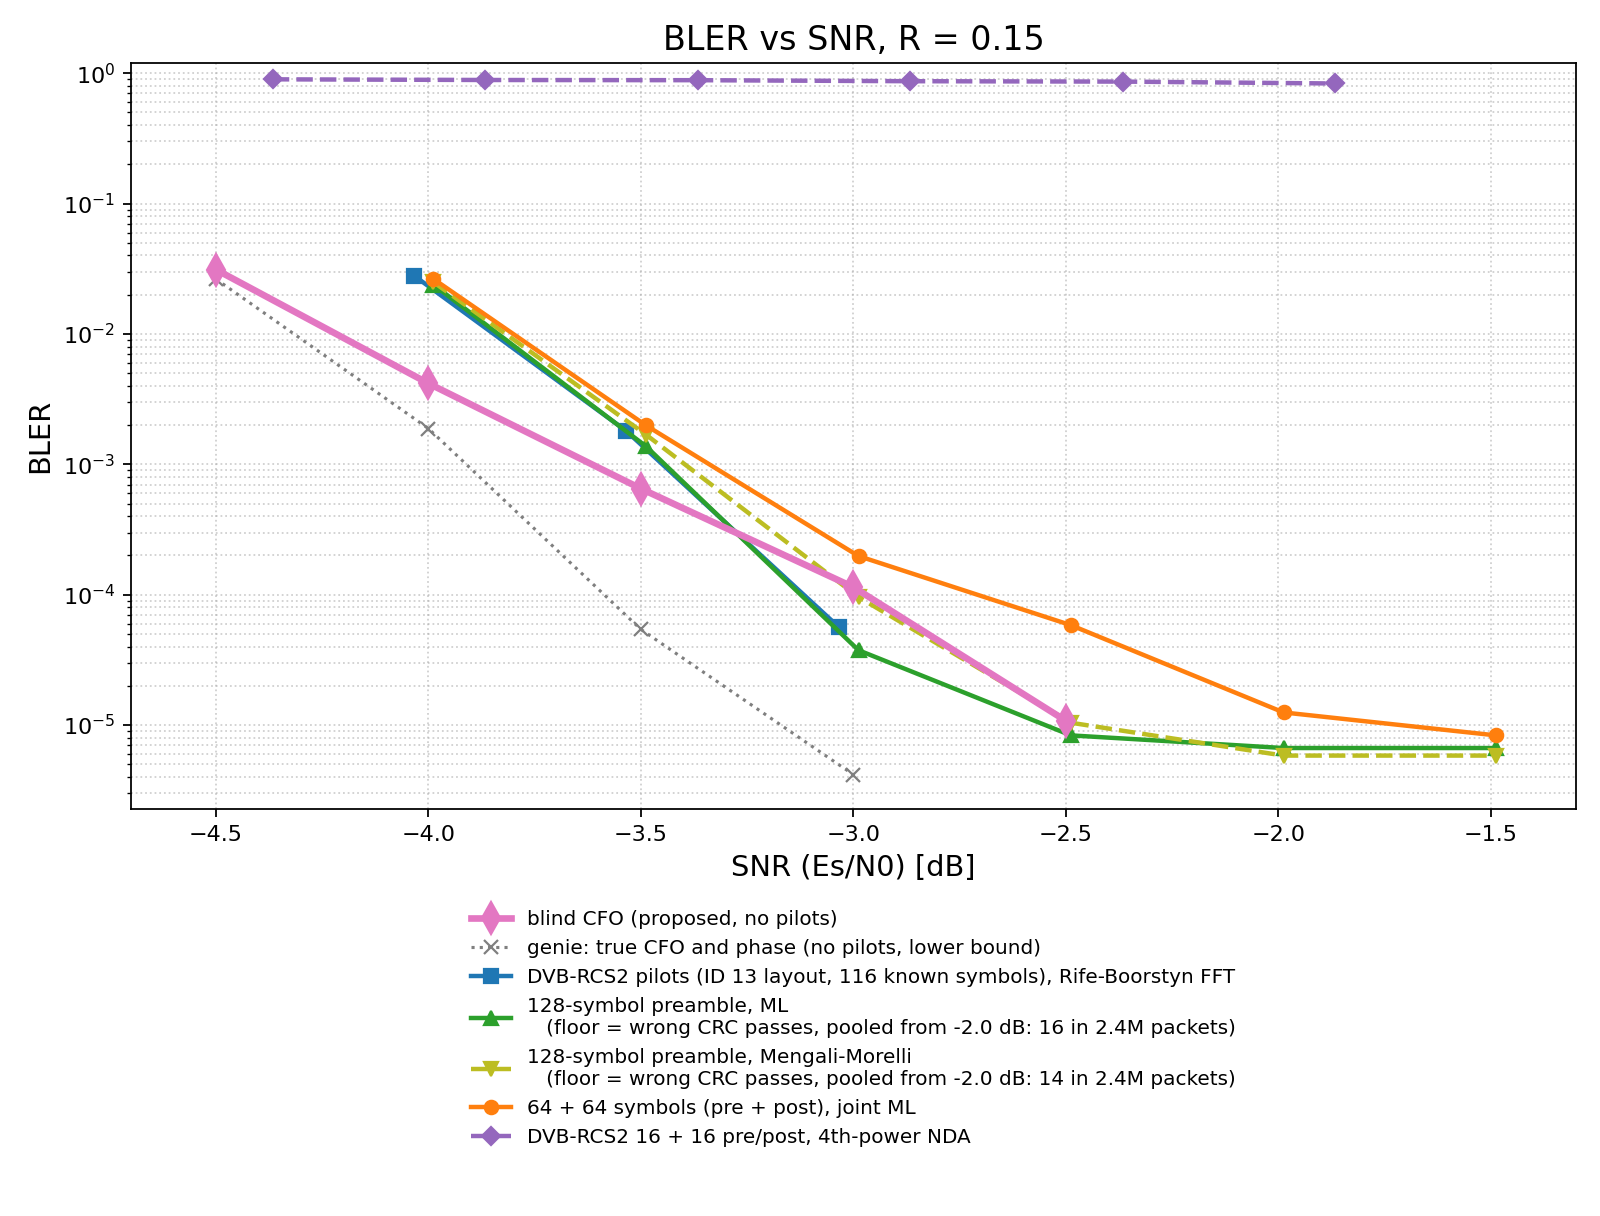 BLER vs SNR, R = 0.15
10⁰
10⁻¹
10⁻²
10⁻³
10⁻⁴
10⁻⁵
BLER
−4.5 −4.0 −3.5 −3.0 −2.5 −2.0 −1.5
SNR (Es/N0) [dB]
blind CFO (proposed, no pilots)
genie: true CFO and phase (no pilots, lower bound)
DVB-RCS2 pilots (ID 13 layout, 116 known symbols), Rife-Boorstyn FFT
128-symbol preamble, ML
(floor = wrong CRC passes, pooled from -2.0 dB: 16 in 2.4M packets)
128-symbol preamble, Mengali-Morelli
(floor = wrong CRC passes, pooled from -2.0 dB: 14 in 2.4M packets)
64 + 64 symbols (pre + post), joint ML
DVB-RCS2 16 + 16 pre/post, 4th-power NDA